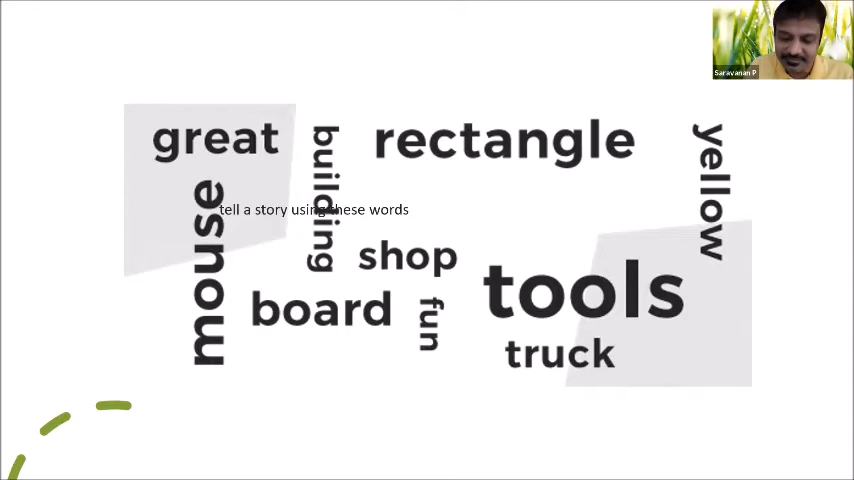 Saravanan P
great
building
rectangle
yellow
mouse
tell a story using these words
shop
tools
board
fun
truck